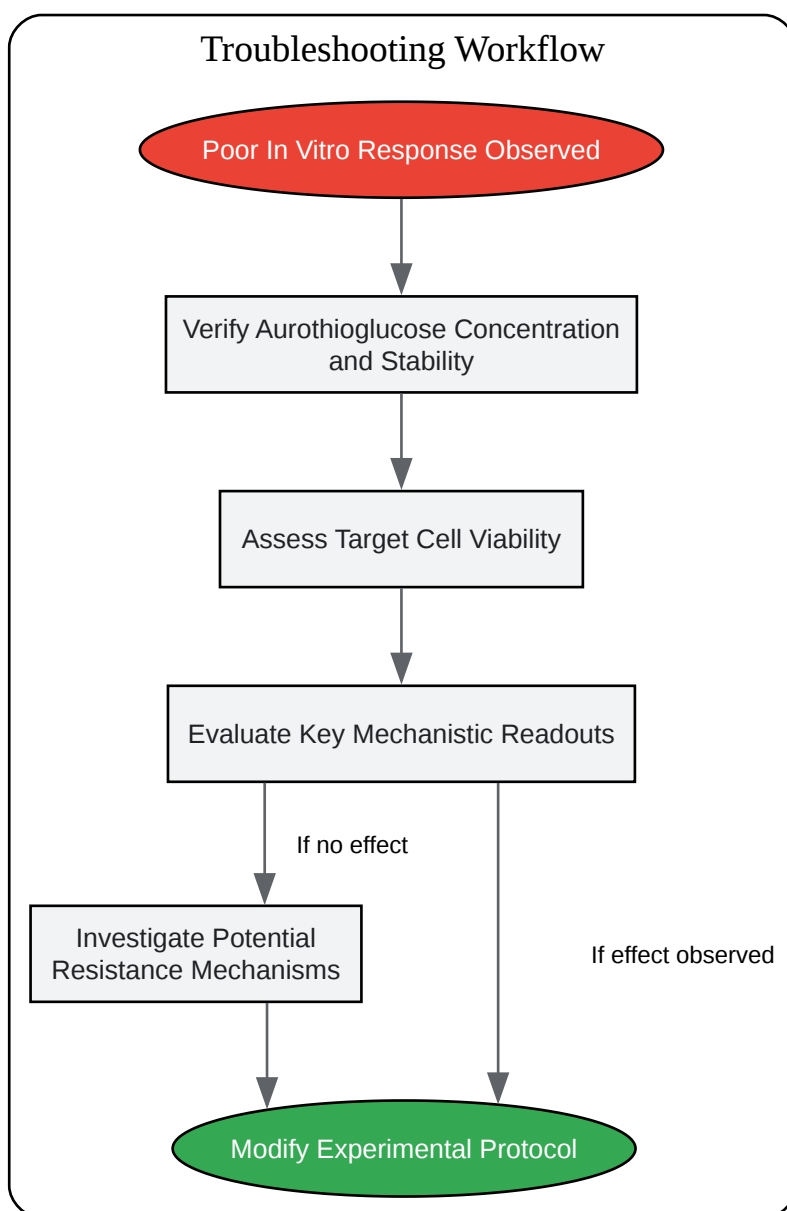 Troubleshooting Workflow
Poor In Vitro Response Observed
Verify Aurothioglucose Concentration
and Stability
Assess Target Cell Viability
Evaluate Key Mechanistic Readouts
If no effect
Investigate Potential
Resistance Mechanisms
If effect observed
Modify Experimental Protocol